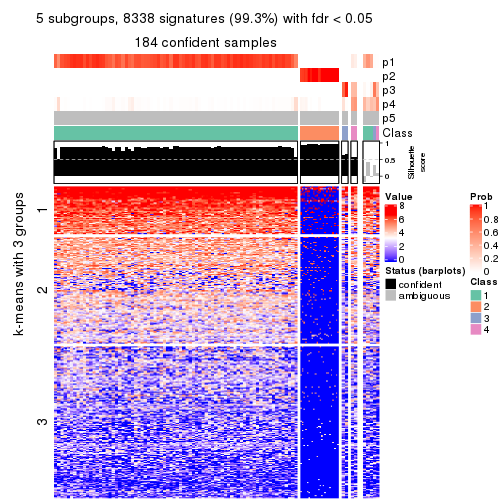 5 subgroups, 8338 signatures (99.3%) with fdr < 0.05
184 confident samples
p1
p2
p3
p4
p5
Class
1
0.5
0
Silhouette
score
k-means with 3 groups
1
2
3
Value
8
6
4
2
0
Status (barplots)
confident
ambiguous
Prob
1
0.8
0.6
0.4
0.2
0
Class
1
2
3
4